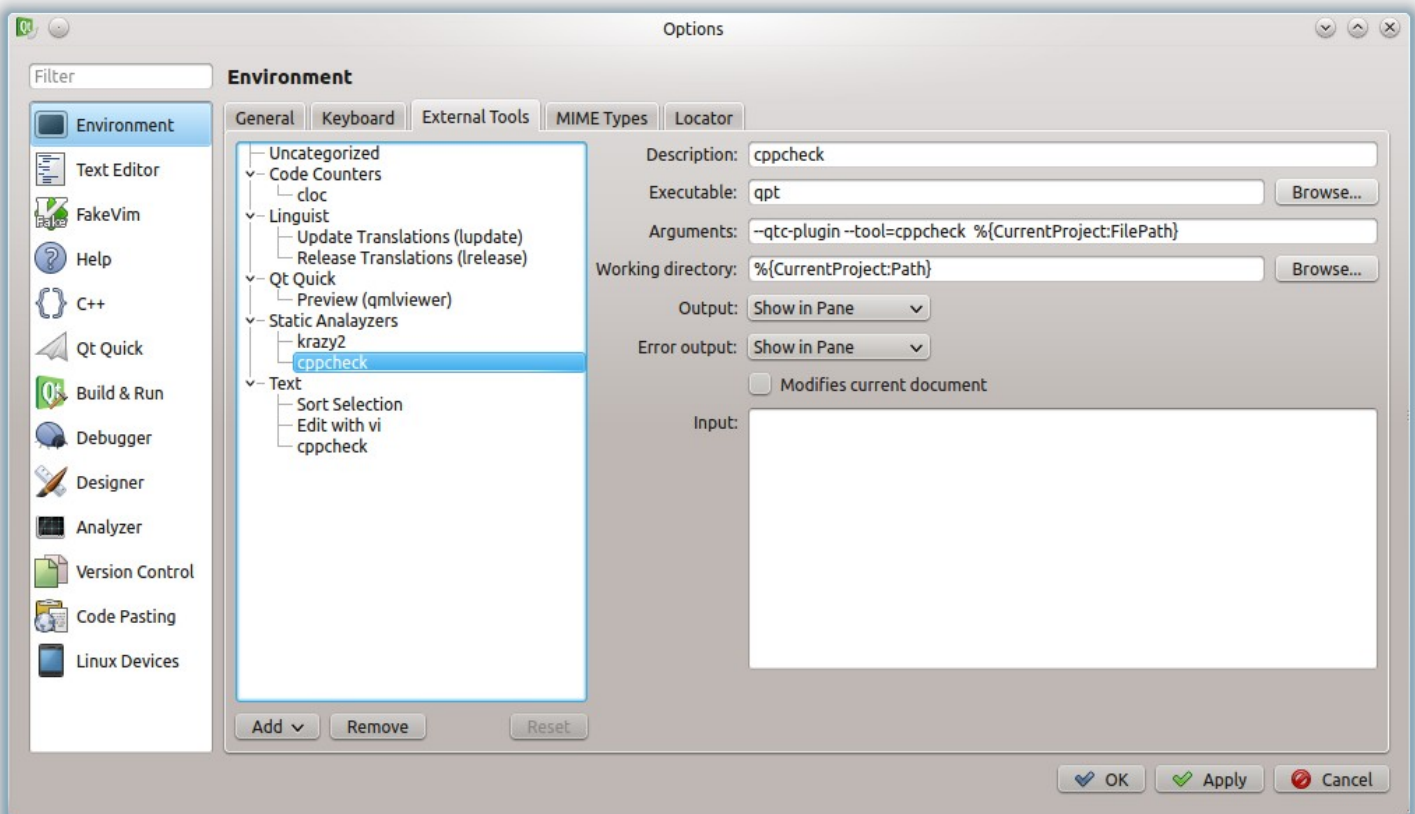 Options
Filter
Environment
Text Editor
FakeVim
Help
C++
Qt Quick
Build & Run
Debugger
Designer
Analyzer
Version Control
Code Pasting
Linux Devices
Environment
General Keyboard External Tools MIME Types Locator
Uncategorized
Code Counters
cloc
Linguist
Update Translations (lupdate)
Release Translations (lrelease)
Qt Quick
Preview (qmlviewer)
Static Analayzers
krazy2
cppcheck
Text
Sort Selection
Edit with vi
cppcheck
Add Remove Reset
Description: cppcheck
Executable: qpt Browse...
Arguments: --qtc-plugin --tool=cppcheck %{CurrentProject:FilePath}
Working directory: %{CurrentProject:Path} Browse...
Output: Show in Pane
Error output: Show in Pane
Modifies current document
Input:
OK Apply Cancel